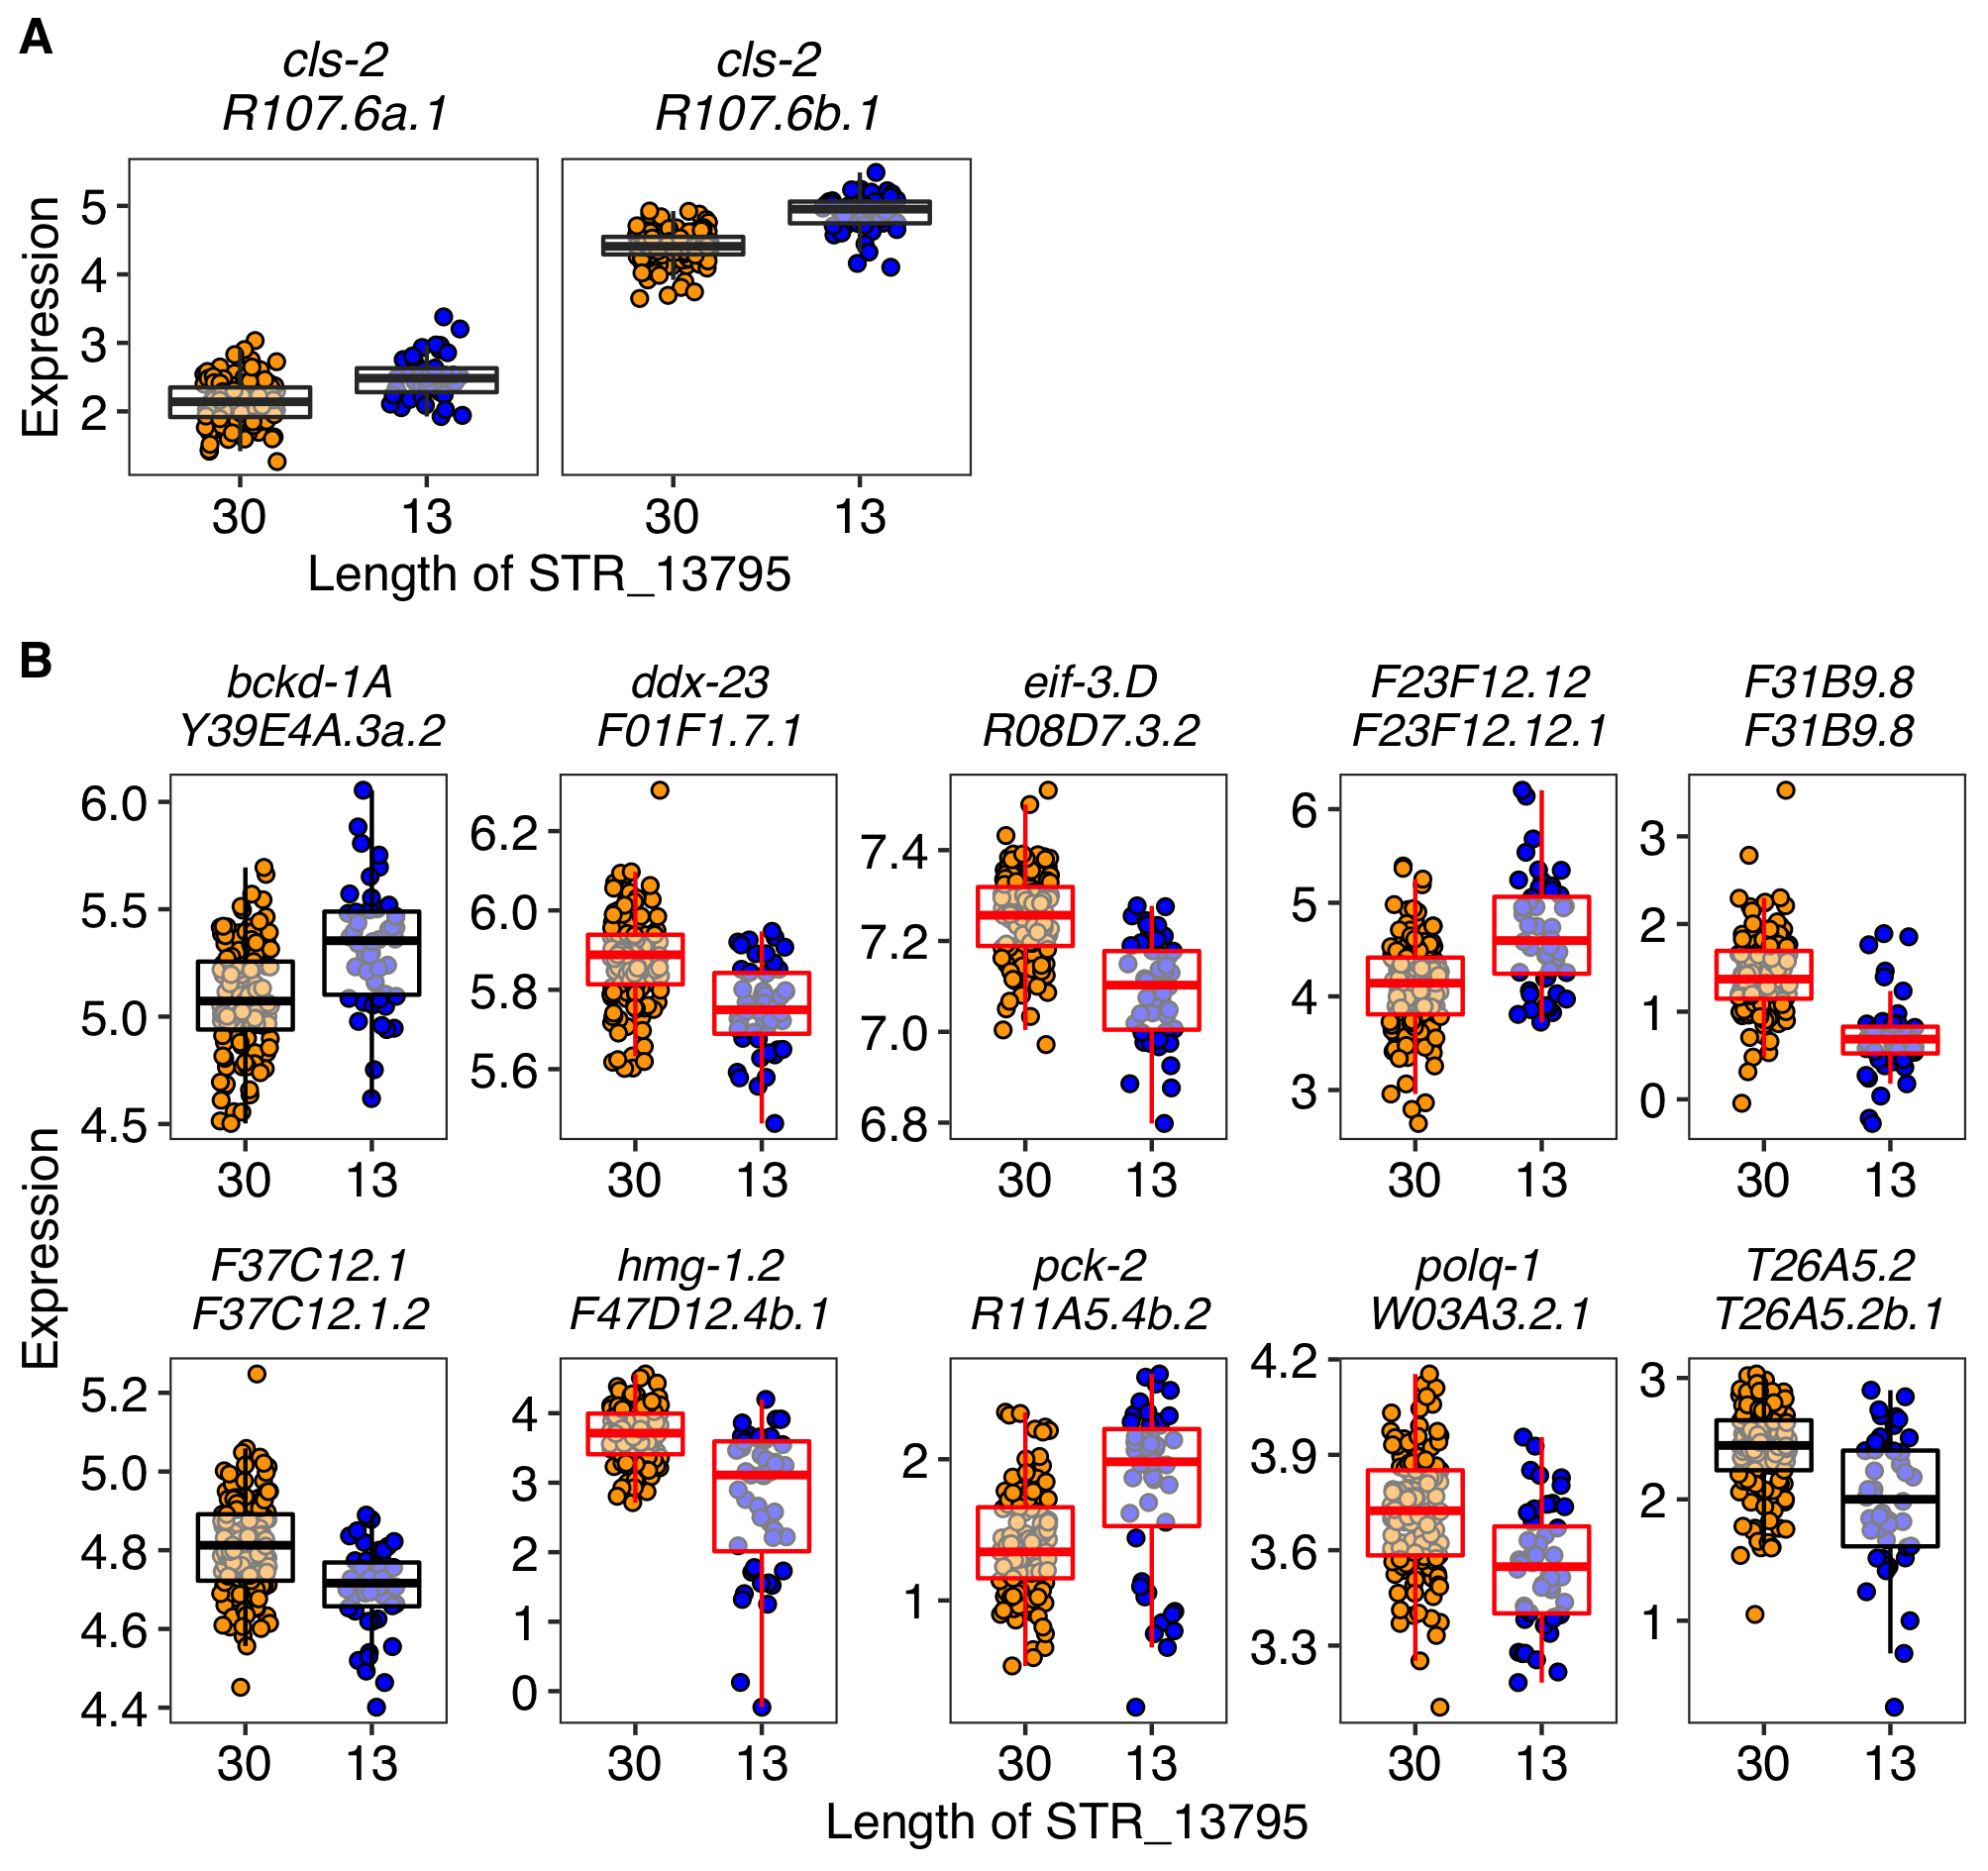 A
cls-2 cls-2
R107.6a.1 R107.6b.1
Expression
5
4
3
2
30 13 30 13
Length of STR_13795
B
bckd-1A ddx-23 eif-3.D F23F12.12 F31B9.8
Y39E4A.3a.2 F01F1.7.1 R08D7.3.2 F23F12.12.1 F31B9.8
6.0 5.5 5.0 4.5
6.2 6.0 5.8 5.6
7.4 7.2 7.0 6.8
6 5 4 3
3 2 1 0
30 13 30 13 30 13 30 13 30 13
Expression
F37C12.1 hmg-1.2 pck-2 polq-1 T26A5.2
F37C12.1.2 F47D12.4b.1 R11A5.4b.2 W03A3.2.1 T26A5.2b.1
5.2 5.0 4.8 4.6 4.4
4 3 2 1 0
2 1
4.2 3.9 3.6 3.3
3 2 1
30 13 30 13 30 13 30 13 30 13
Length of STR_13795